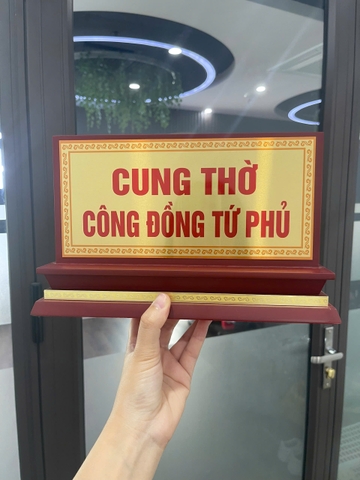 CUNG THỜ
CÔNG ĐỒNG TỨ PHỦ